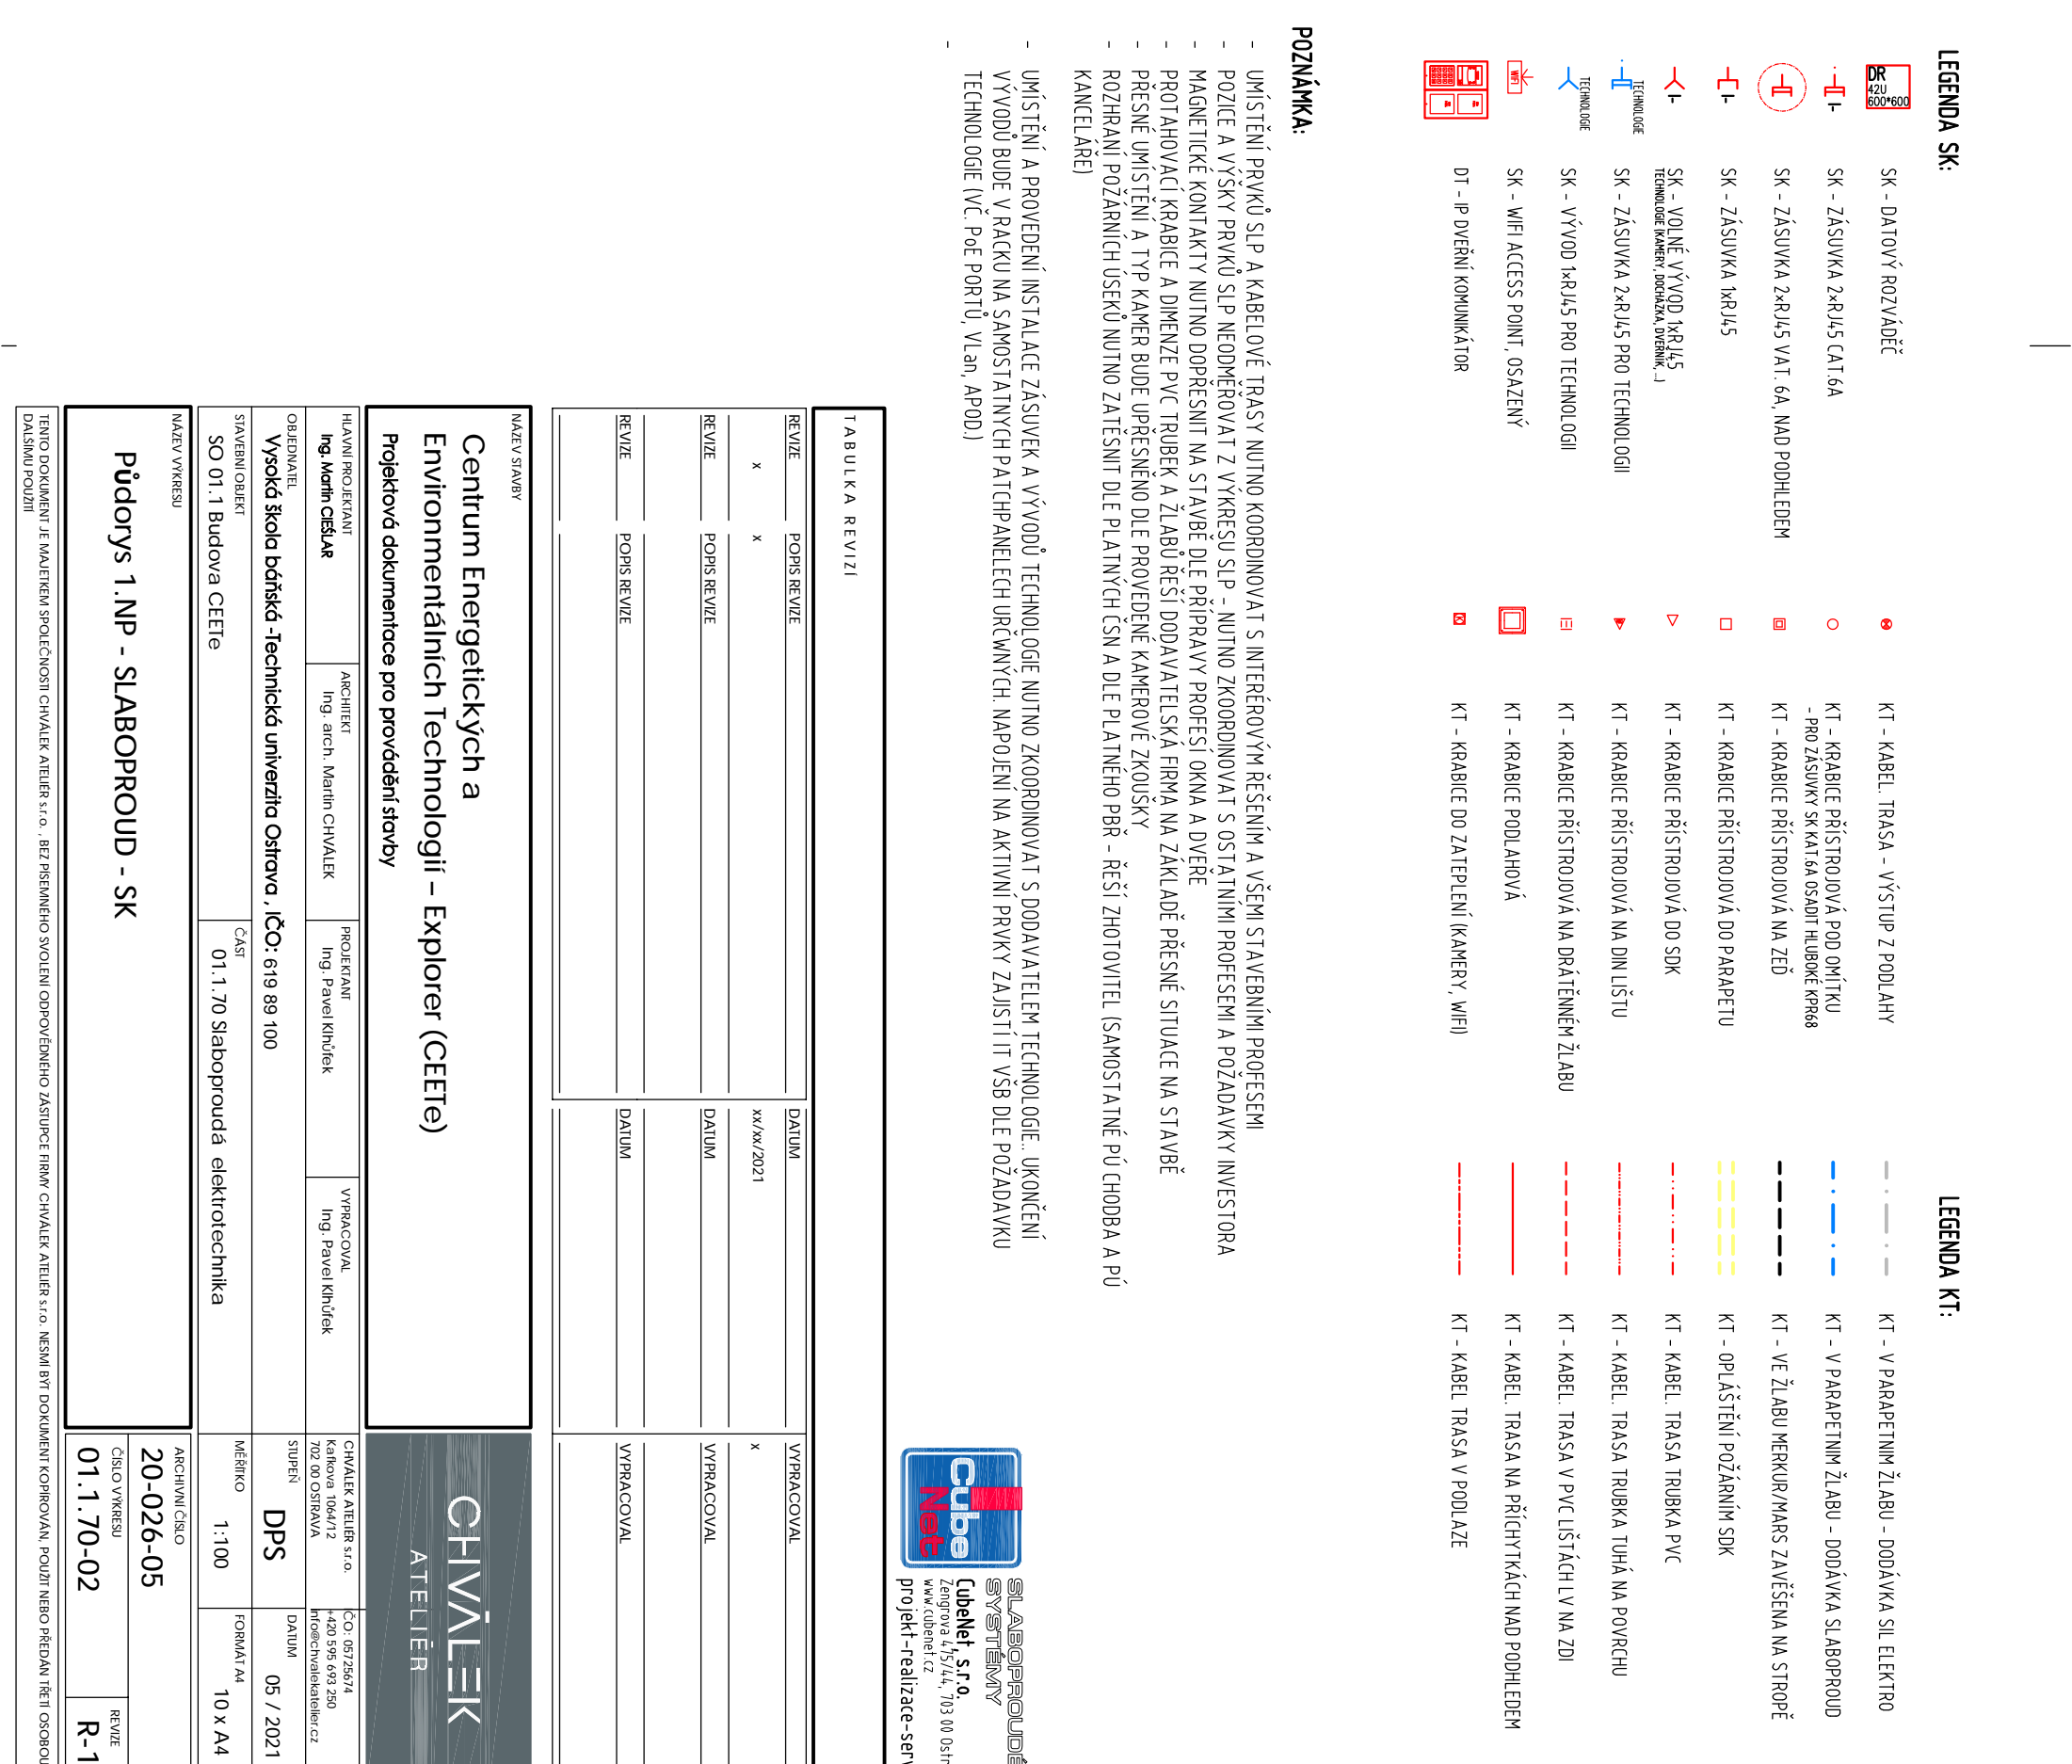 LEGENDA SK:
DR
42U
600*600
SK - DATOVÝ ROZVÁDĚČ
SK - ZÁSUVKA 2xRJ45 CAT.6A
SK - ZÁSUVKA 2xRJ45 VAT. 6A, NAD PODHLEDEM
SK - ZÁSUVKA 1xRJ45
SK - VOLNÉ VÝVOD 1xRJ45
TECHNOLOGIE (KAMERY, DOCHÁZKA, DVERNÍK, ...)
TECHNOLOGIE
SK - ZÁSUVKA 2xRJ45 PRO TECHNOLOGII
TECHNOLOGIE
SK - VÝVOD 1xRJ45 PRO TECHNOLOGII
WIFI
SK - WIFI ACCESS POINT, OSAZENÝ
DT - IP DVEŘNÍ KOMUNIKÁTOR
KT - KABEL. TRASA - VÝSTUP Z PODLAHY
KT - KRABICE PŘÍSTROJOVÁ POD OMÍTKU
- PRO ZÁSUVKY SK KAT.6A OSADIT HLUBOKÉ KPR68
KT - KRABICE PŘÍSTROJOVÁ NA ZEĎ
KT - KRABICE PŘÍSTROJOVÁ DO PARAPETU
KT - KRABICE PŘÍSTROJOVÁ DO SDK
KT - KRABICE PŘÍSTROJOVÁ NA DIN LIŠTU
KT - KRABICE PŘÍSTROJOVÁ NA DRÁTĚNNÉM ŽLABU
KT - KRABICE PODLAHOVÁ
KT - KRABICE DO ZATEPLENÍ (KAMERY, WIFI)
LEGENDA KT:
KT - V PARAPETNIM ŽLABU - DODÁVKA SIL ELEKTRO
KT - V PARAPETNIM ŽLABU - DODÁVKA SLABOPROUD
KT - VE ŽLABU MERKUR/MARS ZAVĚŠENA NA STROPĚ
KT - OPLÁŠTĚNÍ POŽÁRNÍM SDK
KT - KABEL. TRASA TRUBKA PVC
KT - KABEL. TRASA TRUBKA TUHÁ NA POVRCHU
KT - KABEL. TRASA V PVC LIŠTÁCH LV NA ZDI
KT - KABEL. TRASA NA PŘÍCHYTKÁCH NAD PODHLEDEM
KT - KABEL TRASA V PODLAZE
POZNÁMKA:
- UMÍSTĚNÍ PRVKŮ SLP A KABELOVÉ TRASY NUTNO KOORDINOVAT S INTERÉROVÝM ŘEŠENÍM A VŠEMI STAVEBNÍMI PROFESEMI
- POZICE A VÝŠKY PRVKŮ SLP NEODMĚŘOVAT Z VÝKRESU SLP - NUTNO ZKOORDINOVAT S OSTATNÍMI PROFESEMI A POŽADAVKY INVESTORA
- MAGNETICKÉ KONTAKTY NUTNO DOPŘESNIT NA STAVBĚ DLE PŘÍPRAVY PROFESÍ OKNA A DVEŘE
- PROTAHOVACÍ KRABICE A DIMENZE PVC TRUBEK A ŽLABŮ ŘEŠÍ DODAVATELSKÁ FIRMA NA ZÁKLADĚ PŘESNÉ SITUACE NA STAVBĚ
- PŘESNÉ UMÍSTĚNÍ A TYP KAMER BUDE UPŘESNĚNO DLE PROVEDENÉ KAMEROVÉ ZKOUŠKY
- ROZHRANÍ POŽÁRNÍCH ÚSEKŮ NUTNO ZATĚSNIT DLE PLATNÝCH ČSN A DLE PLATNÉHO PBŘ - ŘEŠÍ ZHOTOVITEL (SAMOSTATNÉ PÚ CHODBA A PÚ
KANCELÁŘE)
- UMÍSTĚNÍ A PROVEDENÍ INSTALACE ZÁSUVEK A VÝVODŮ TECHNOLOGIE NUTNO ZKOORDINOVAT S DODAVATELEM TECHNOLOGIE.. UKONČENÍ
VÝVODŮ BUDE V RACKU NA SAMOSTATNÝCH PATCHPANELECH URČWNÝCH. NAPOJENÍ NA AKTIVNÍ PRVKY ZAJISTÍ IT VŠB DLE POŽADAVKU
TECHNOLOGIE (VČ. PoE PORTŮ, VLan, APOD.)
-
CubeNet
SLABOPROUDÉ
SYSTÉMY
CubeNet, s.r.o.
Zengrova 475/44, 703 00 Ostr
www.cubenet.cz
projekt-realizace-serv
TABULKA REVIZÍ
REVIZE POPIS REVIZE DATUM VYPRACOVAL
x x xx/xx/2021 x
REVIZE POPIS REVIZE DATUM VYPRACOVAL
REVIZE POPIS REVIZE DATUM VYPRACOVAL
NÁZEV STAVBY
Centrum Energetických a
Environmentálních Technologií – Explorer (CEETe)
Projektová dokumentace pro provádění stavby
CHVÁLEK
ATELIÉR
HLAVNÍ PROJEKTANT
Ing. Martin CIEŚLAR
ARCHITEKT
Ing. arch. Martin CHVÁLEK
PROJEKTANT
Ing. Pavel Klhůfek
VYPRACOVAL
Ing. Pavel Klhůfek
CHVÁLEK ATELIÉR s.r.o.
Kafkova 1064/12
702 00 OSTRAVA
IČO: 05725674
+420 595 693 250
info@chvalekatelier.cz
OBJEDNATEL
Vysoká škola báňská -Technická univerzita Ostrava , IČO: 619 89 100
STUPEŇ
DPS
DATUM
05 / 2021
STAVEBNÍ OBJEKT
SO 01.1 Budova CEETe
ČÁST
01.1.70 Slaboproudá elektrotechnika
MĚŘÍTKO
1:100
FORMÁT A4
10 x A4
NÁZEV VÝKRESU
Půdorys 1.NP - SLABOPROUD - SK
ARCHIVNÍ ČÍSLO
20-026-05
ČÍSLO VÝKRESU
01.1.70-02
REVIZE
R-1
TENTO DOKUMENT JE MAJETKEM SPOLEČNOSTI CHVÁLEK ATELIÉR s.r.o. , BEZ PÍSEMNÉHO SVOLENÍ ODPOVĚDNÉHO ZÁSTUPCE FIRMY CHVÁLEK ATELIÉR s.r.o. NESMÍ BÝT DOKUMENT KOPÍROVÁN, POUŽIT NEBO PŘEDÁN TŘETÍ OSOBOU
DALŠÍMU POUŽITÍ